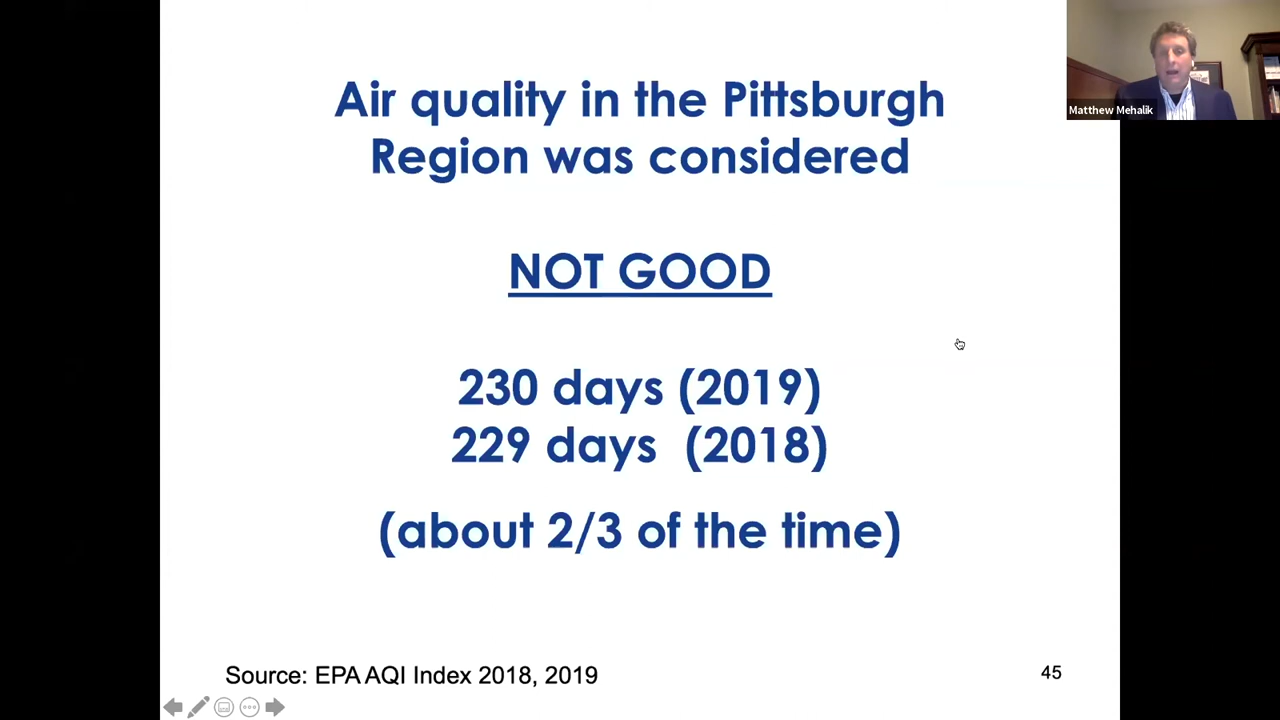 Air quality in the Pittsburgh
Region was considered
NOT GOOD
230 days (2019)
229 days (2018)
(about 2/3 of the time)
Source: EPA AQI Index 2018, 2019
45
Matthew Mehalik